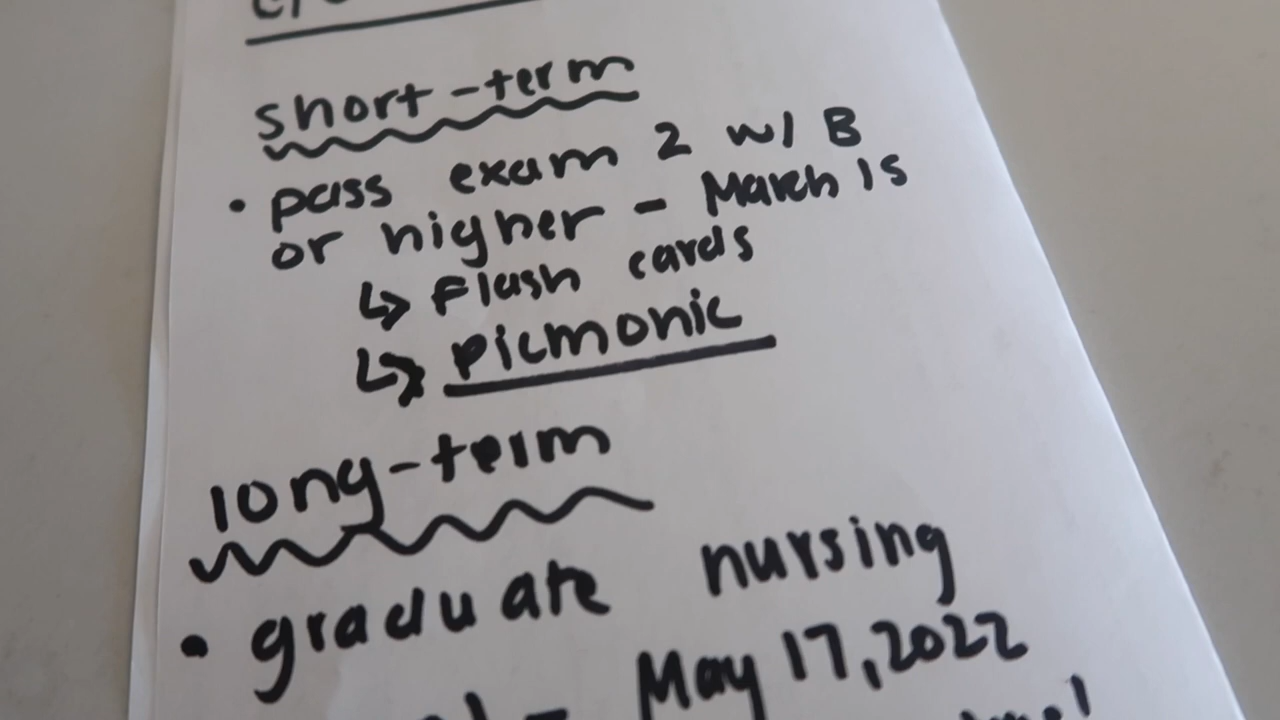 short-term
• pass exam 2 w/ B
or higher - March 15
↳ Flash cards
↳ Picmonic
long-term
• graduate nursing
- May 17, 2022